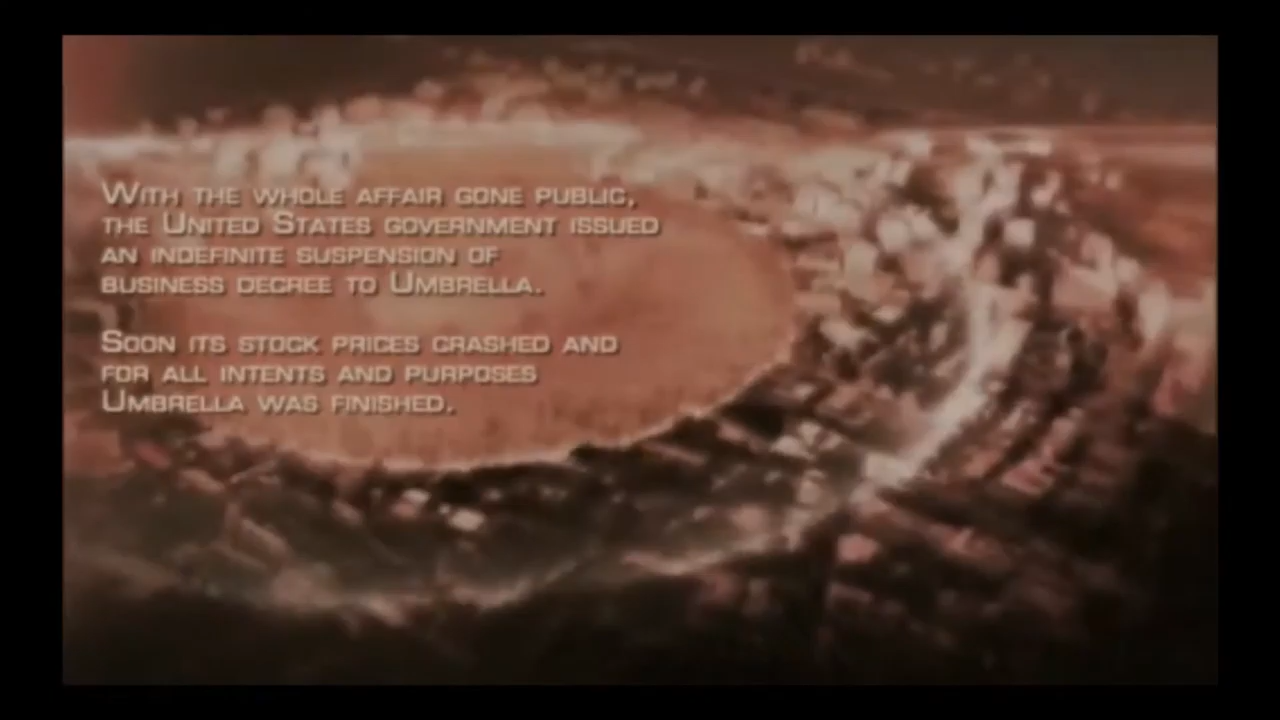 With the whole affair gone public,
the United States government issued
an indefinite suspension of
business decree to Umbrella.
Soon its stock prices crashed and
for all intents and purposes
Umbrella was finished.